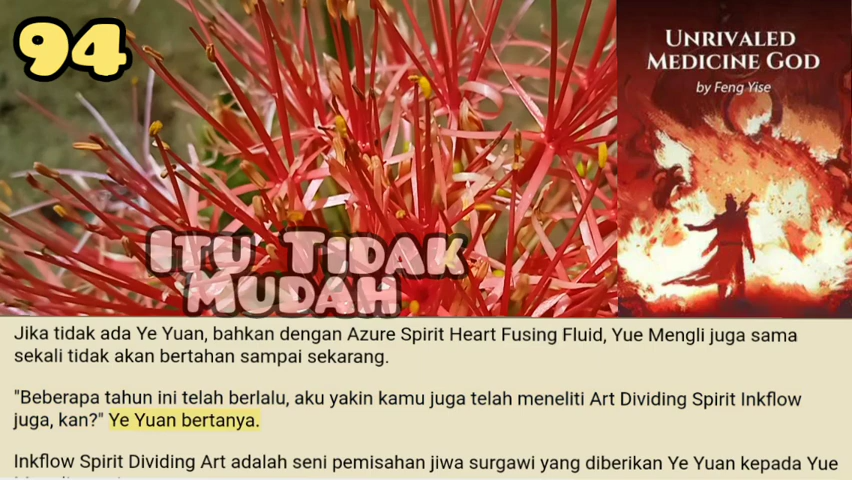 94
UNRIVALED
MEDICINE GOD
by Feng Yise
ITU TIDAK
MUDAH
Jika tidak ada Ye Yuan, bahkan dengan Azure Spirit Heart Fusing Fluid, Yue Mengli juga sama
sekali tidak akan bertahan sampai sekarang.
"Beberapa tahun ini telah berlalu, aku yakin kamu juga telah meneliti Art Dividing Spirit Inkflow
juga, kan?" Ye Yuan bertanya.
Inkflow Spirit Dividing Art adalah seni pemisahan jiwa surgawi yang diberikan Ye Yuan kepada Yue